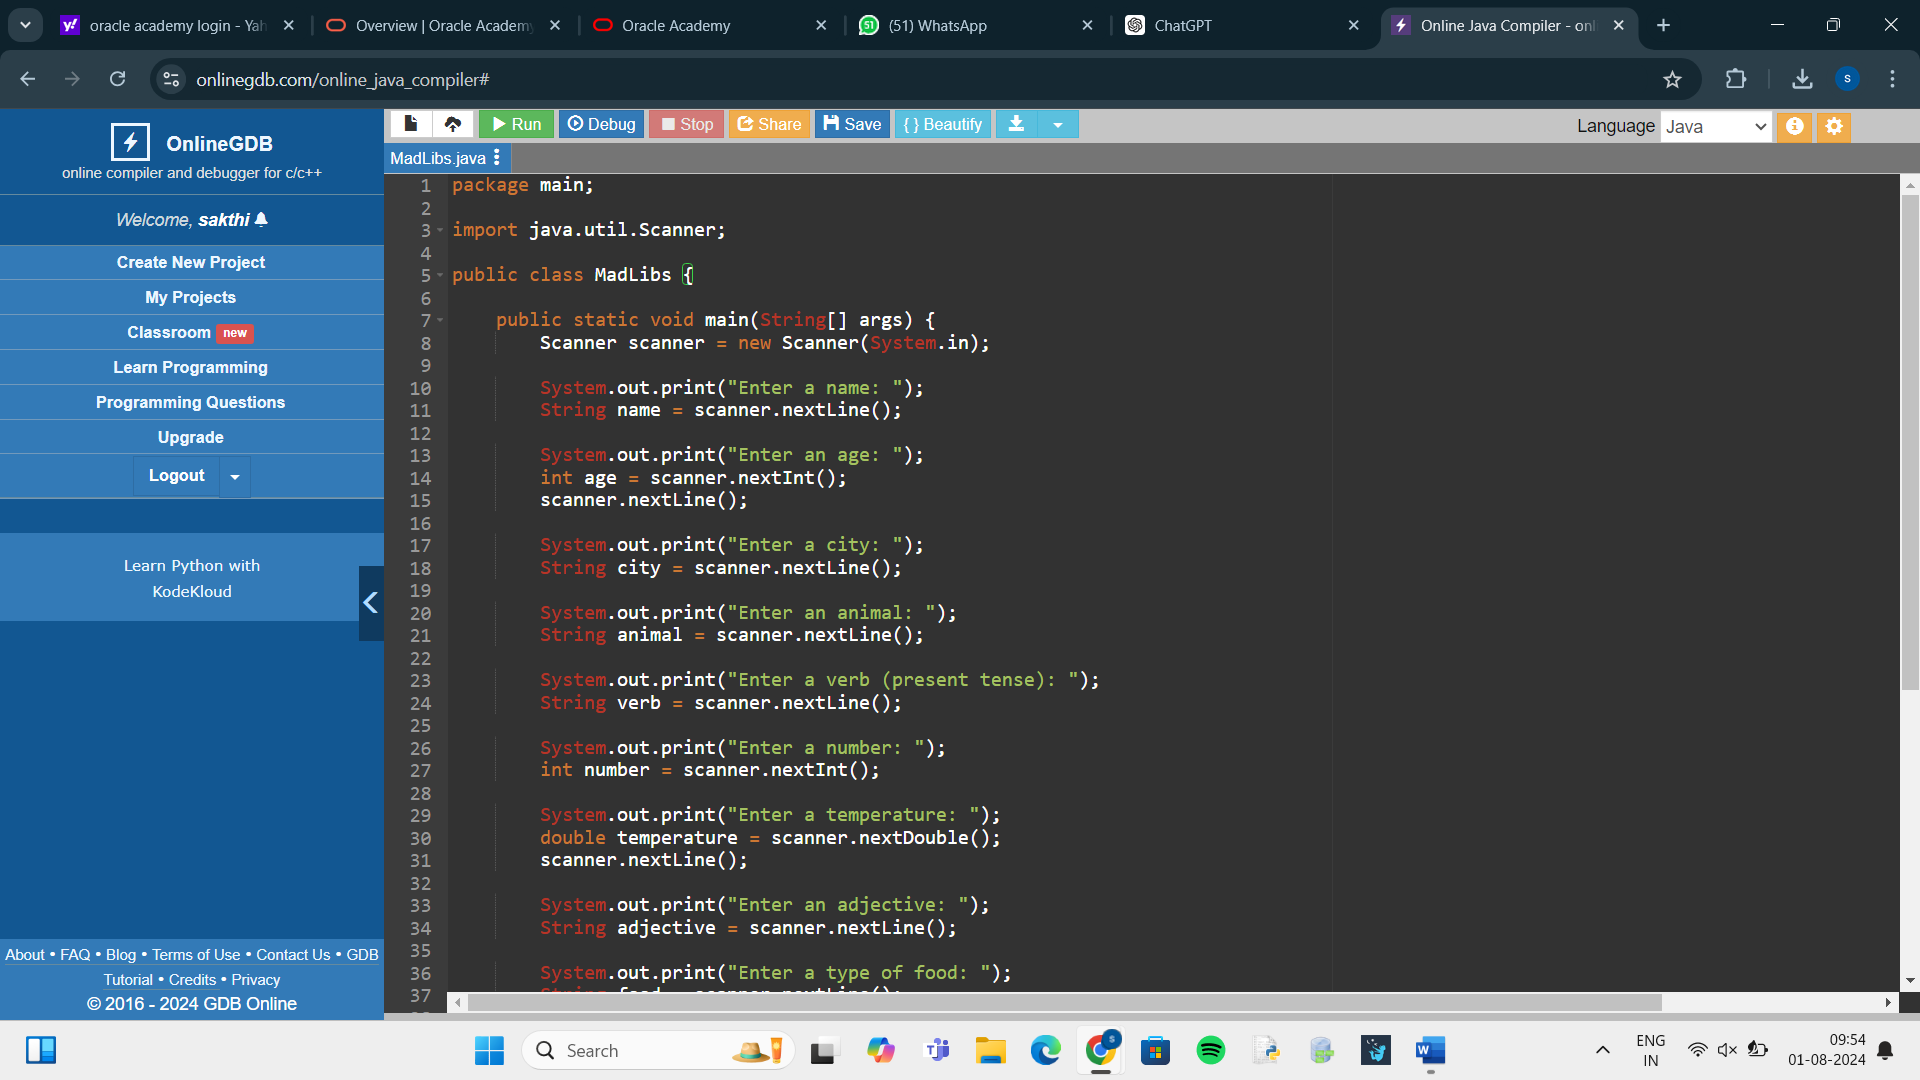 oracle academy login - Yah
Overview | Oracle Academy
Oracle Academy
(51) WhatsApp
ChatGPT
Online Java Compiler - onl
onlinegdb.com/online_java_compiler#
S
OnlineGDB
online compiler and debugger for c/c++
Welcome, sakthi
Create New Project
My Projects
Classroom new
Learn Programming
Programming Questions
Upgrade
Logout
Learn Python with
KodeKloud
About • FAQ • Blog • Terms of Use • Contact Us • GDB
Tutorial • Credits • Privacy
© 2016 - 2024 GDB Online
Run Debug Stop Share Save { } Beautify
Language Java
MadLibs.java
1 package main;
2
3 import java.util.Scanner;
4
5 public class MadLibs {
6
7 public static void main(String[] args) {
8 Scanner scanner = new Scanner(System.in);
9
10 System.out.print("Enter a name: ");
11 String name = scanner.nextLine();
12
13 System.out.print("Enter an age: ");
14 int age = scanner.nextInt();
15 scanner.nextLine();
16
17 System.out.print("Enter a city: ");
18 String city = scanner.nextLine();
19
20 System.out.print("Enter an animal: ");
21 String animal = scanner.nextLine();
22
23 System.out.print("Enter a verb (present tense): ");
24 String verb = scanner.nextLine();
25
26 System.out.print("Enter a number: ");
27 int number = scanner.nextInt();
28
29 System.out.print("Enter a temperature: ");
30 double temperature = scanner.nextDouble();
31 scanner.nextLine();
32
33 System.out.print("Enter an adjective: ");
34 String adjective = scanner.nextLine();
35
36 System.out.print("Enter a type of food: ");
37
Search
ENG
IN
09:54
01-08-2024